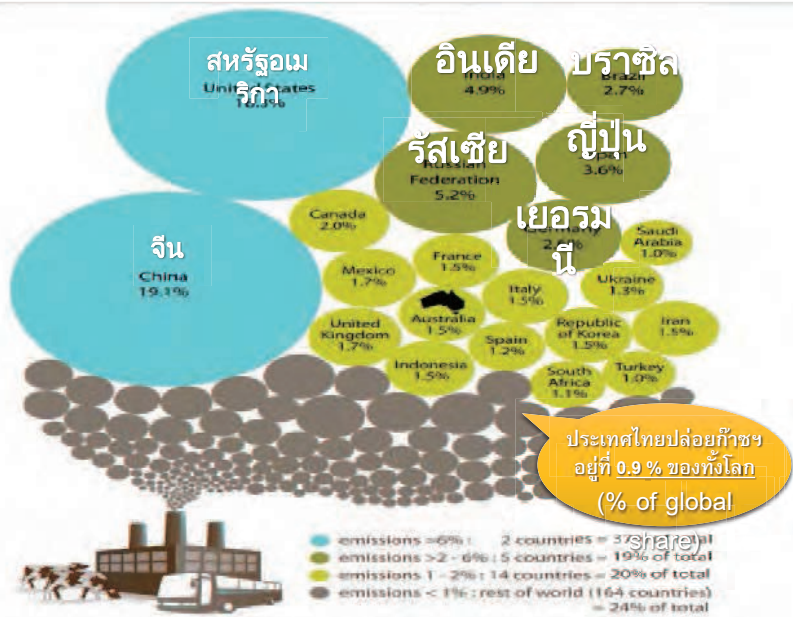 สหรัฐอเม
ริกา
United States
อินเดีย
India
4.9%
บราซิล
Brazil
2.7%
รัสเซีย
Russian
Federation
5.2%
ญี่ปุ่น
3.6%
เยอรม
นี
Germany
จีน
China
19.1%
Canada
2.0%
Mexico
1.7%
France
1.5%
Saudi
Arabia
1.0%
Italy
1.5%
Ukraine
1.3%
Australia
1.5%
United
Kingdom
1.7%
Spain
1.2%
Republic
of Korea
1.5%
Iran
1.5%
Indonesia
1.5%
South
Africa
1.1%
Turkey
1.0%
ประเทศไทยปล่อยก๊าซฯ
อยู่ที่ 0.9 % ของทั้งโลก
(% of global
share)
emissions >6% : 2 countries = 37 total
emissions >2 - 6% : 5 countries = 19% of total
emissions 1 - 2% : 14 countries = 20% of total
emissions < 1% : rest of world (164 countries)
= 24% of total